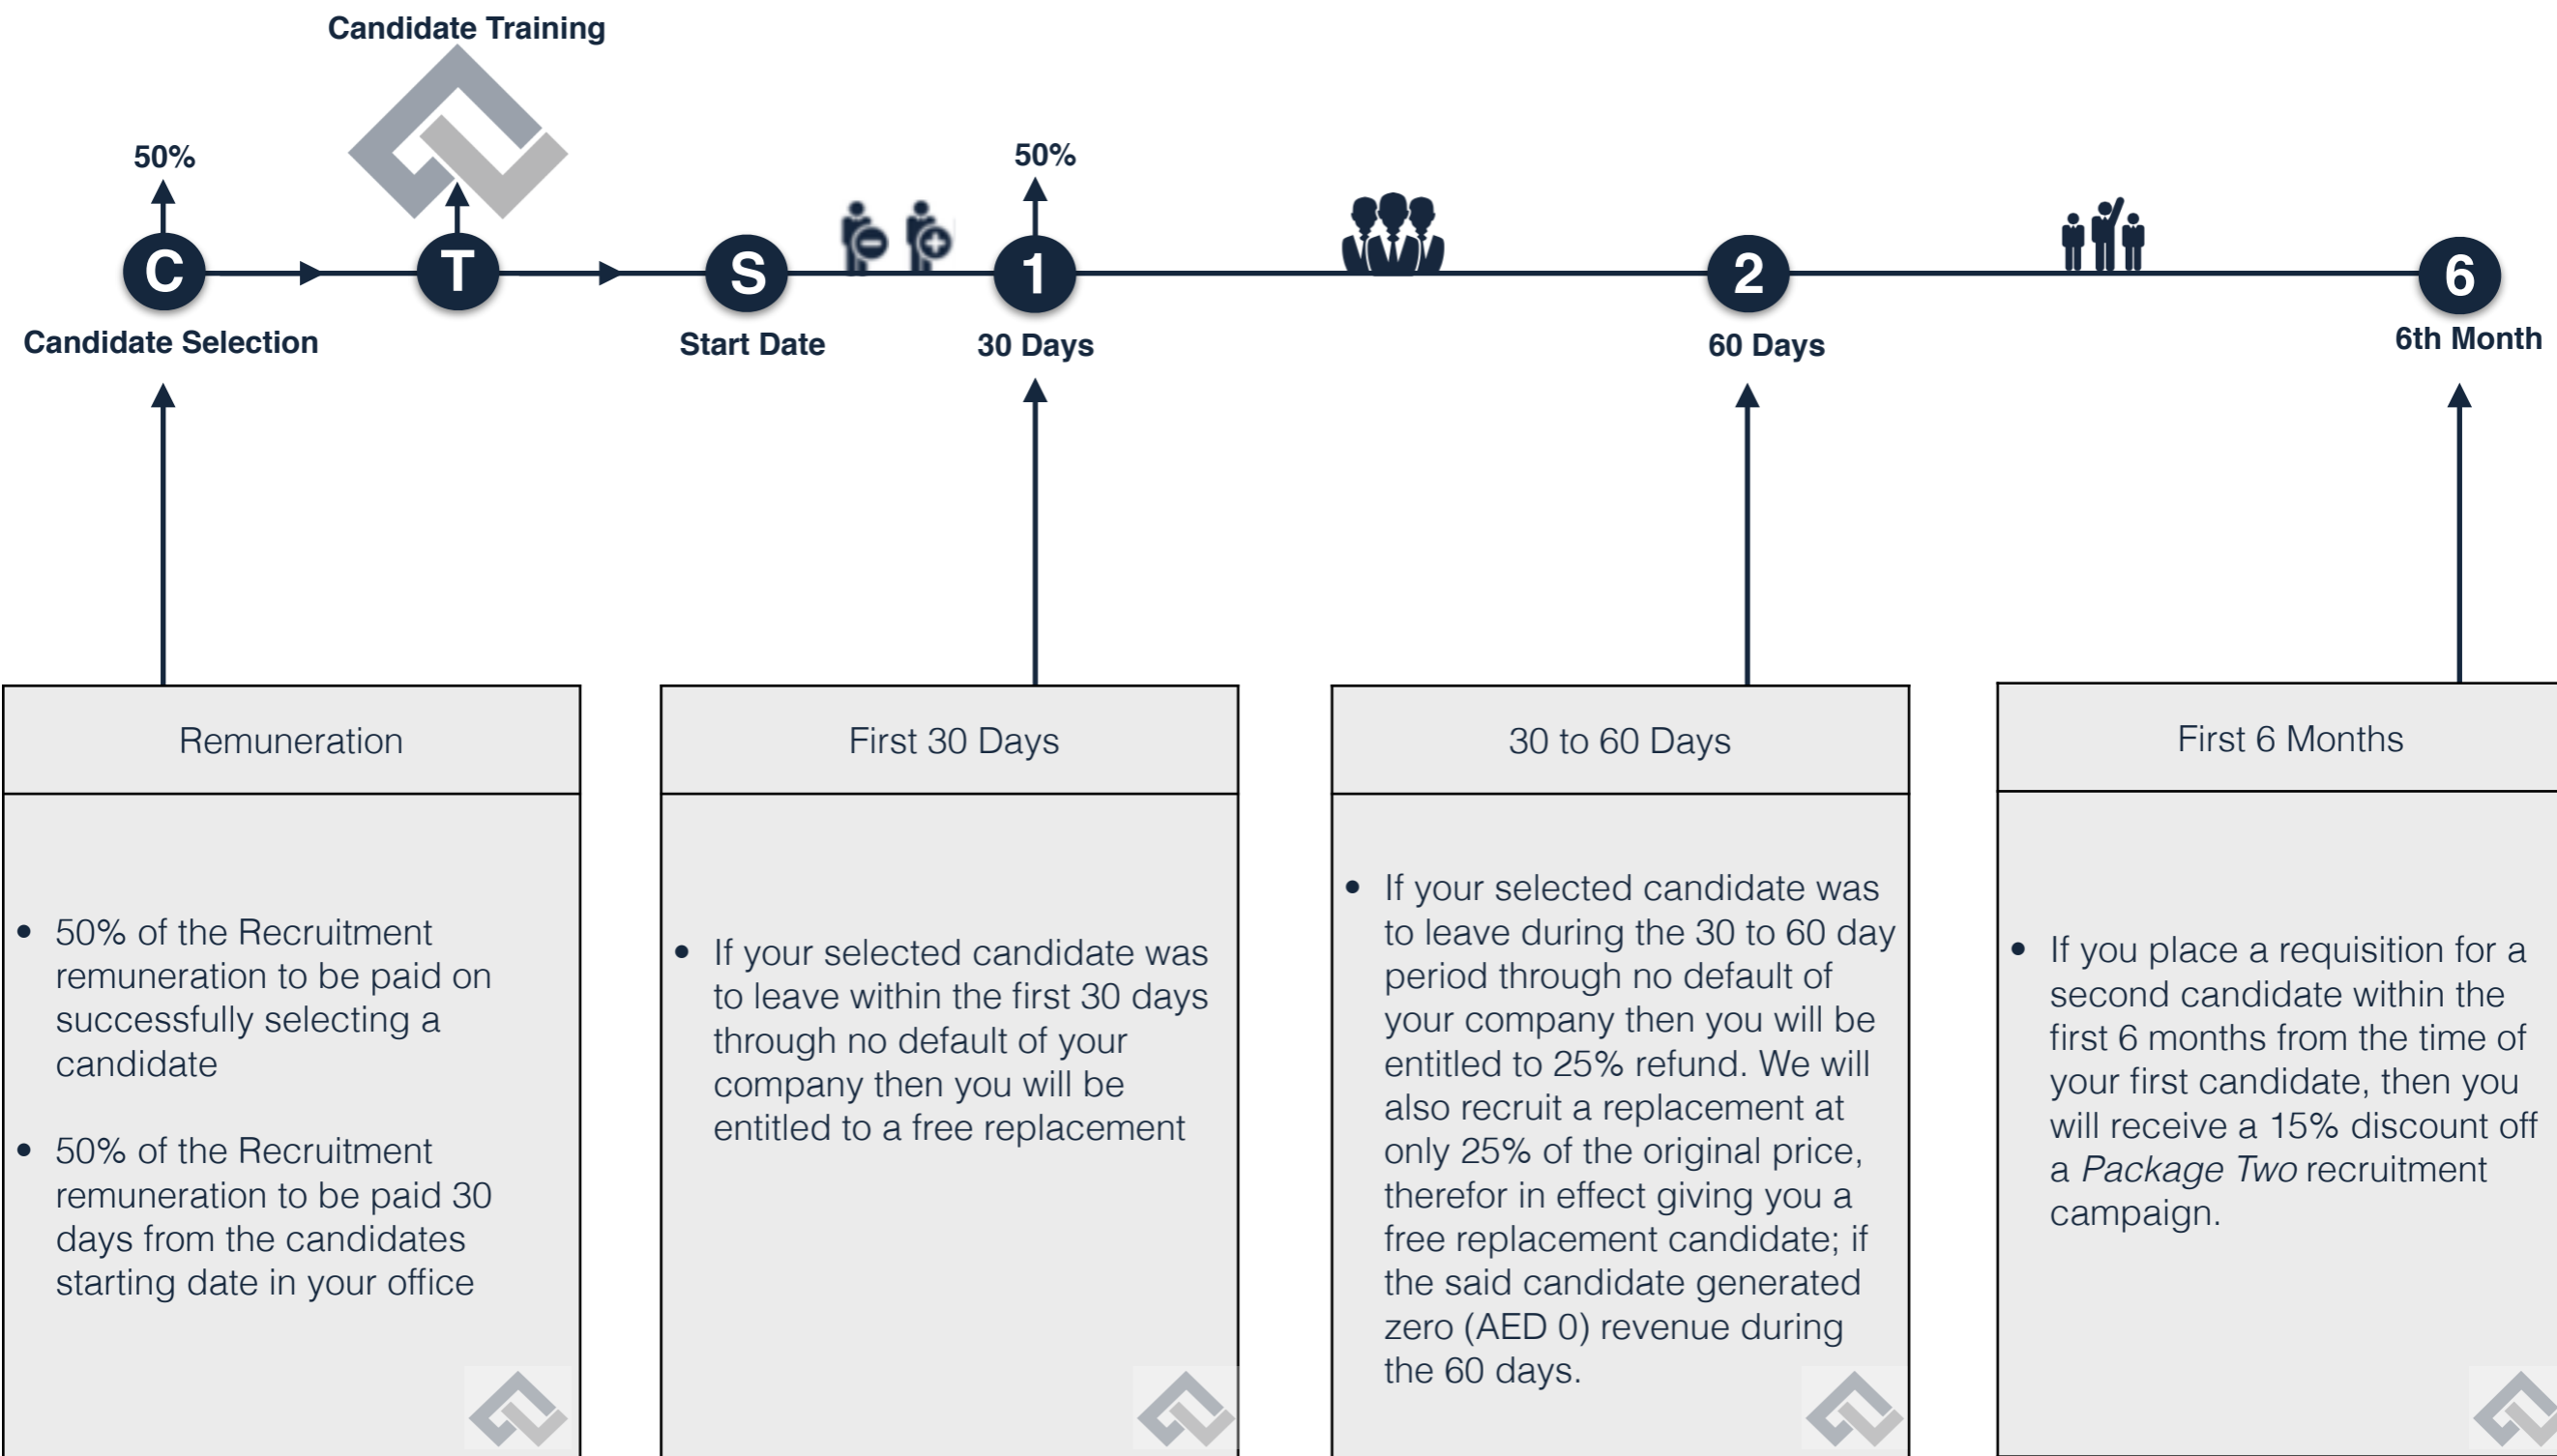 Candidate Training
50%
50%
C
T
S
1
2
6
Candidate Selection
Start Date
30 Days
60 Days
6th Month
Remuneration
• 50% of the Recruitment
remuneration to be paid on
successfully selecting a
candidate
• 50% of the Recruitment
remuneration to be paid 30
days from the candidates
starting date in your office
First 30 Days
• If your selected candidate was
to leave within the first 30 days
through no default of your
company then you will be
entitled to a free replacement
30 to 60 Days
• If your selected candidate was
to leave during the 30 to 60 day
period through no default of
your company then you will be
entitled to 25% refund. We will
also recruit a replacement at
only 25% of the original price,
therefor in effect giving you a
free replacement candidate; if
the said candidate generated
zero (AED 0) revenue during
the 60 days.
First 6 Months
• If you place a requisition for a
second candidate within the
first 6 months from the time of
your first candidate, then you
will receive a 15% discount off
a Package Two recruitment
campaign.